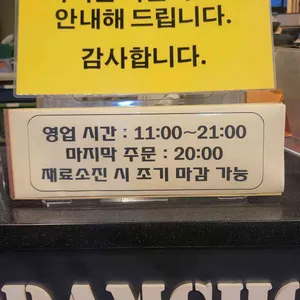 안내해 드립니다.
감사합니다.
영업 시간 : 11:00~21:00
마지막 주문 : 20:00
재료소진 시 조기 마감 가능